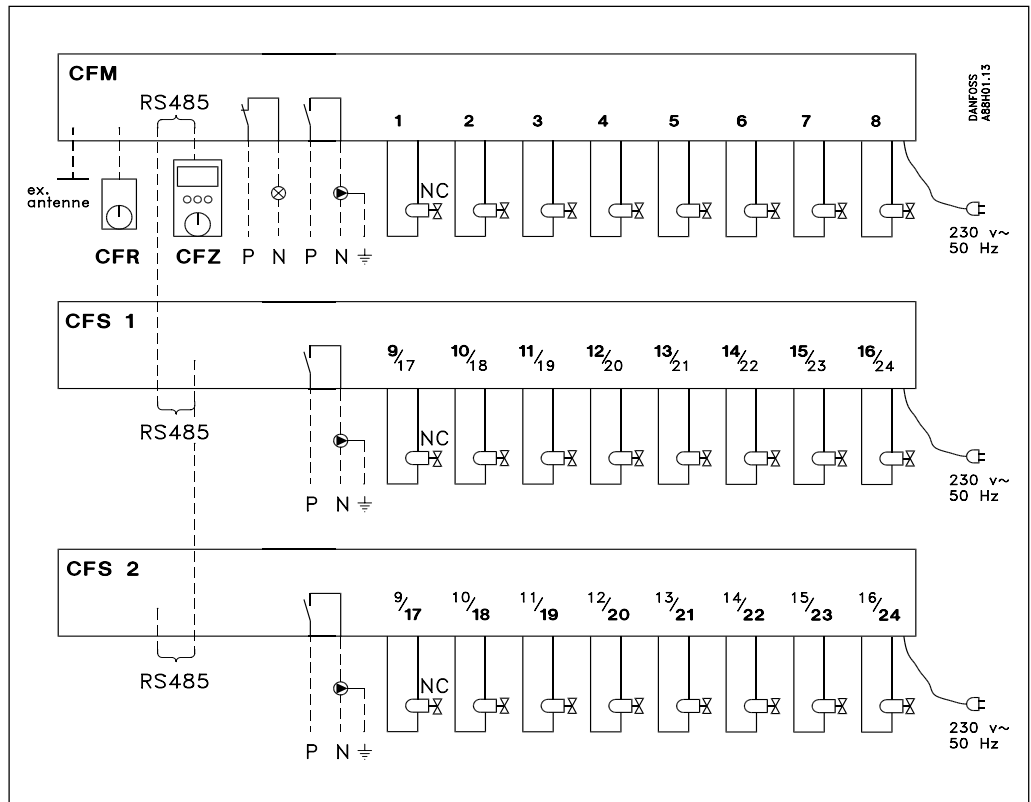 CFM
RS485
1 2 3 4 5 6 7 8
DANFOSS
A88H01.13
ex.
antenne
NC
CFR CFZ P N P N
230 v~
50 Hz
CFS 1
9/17 10/18 11/19 12/20 13/21 14/22 15/23 16/24
RS485
NC
P N
230 v~
50 Hz
CFS 2
9/17 10/18 11/19 12/20 13/21 14/22 15/23 16/24
RS485
NC
P N
230 v~
50 Hz